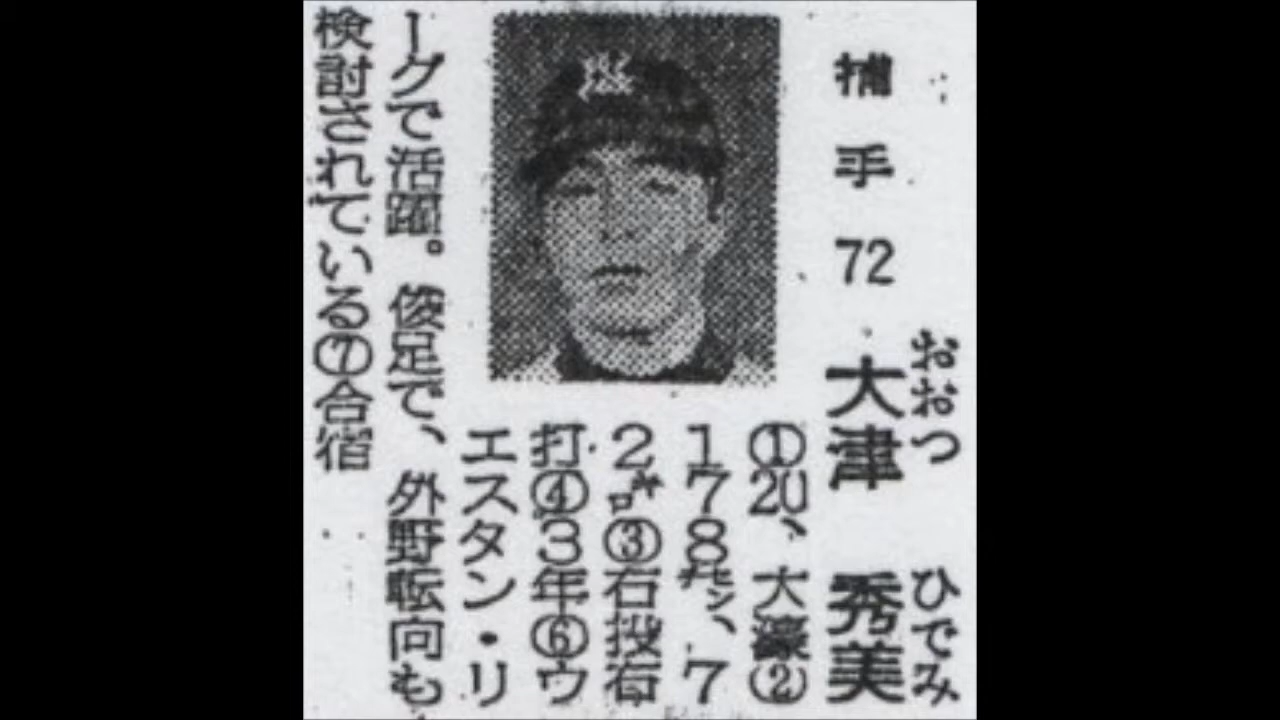 捕手 72
大津 秀美
おおつ ひでみ
①20、大濠②
178㌢、7
2㌔③右投右
打④3年⑥ウ
エスタン・リ
ーグで活躍。俊足で、外野転向も
検討されている⑦合宿